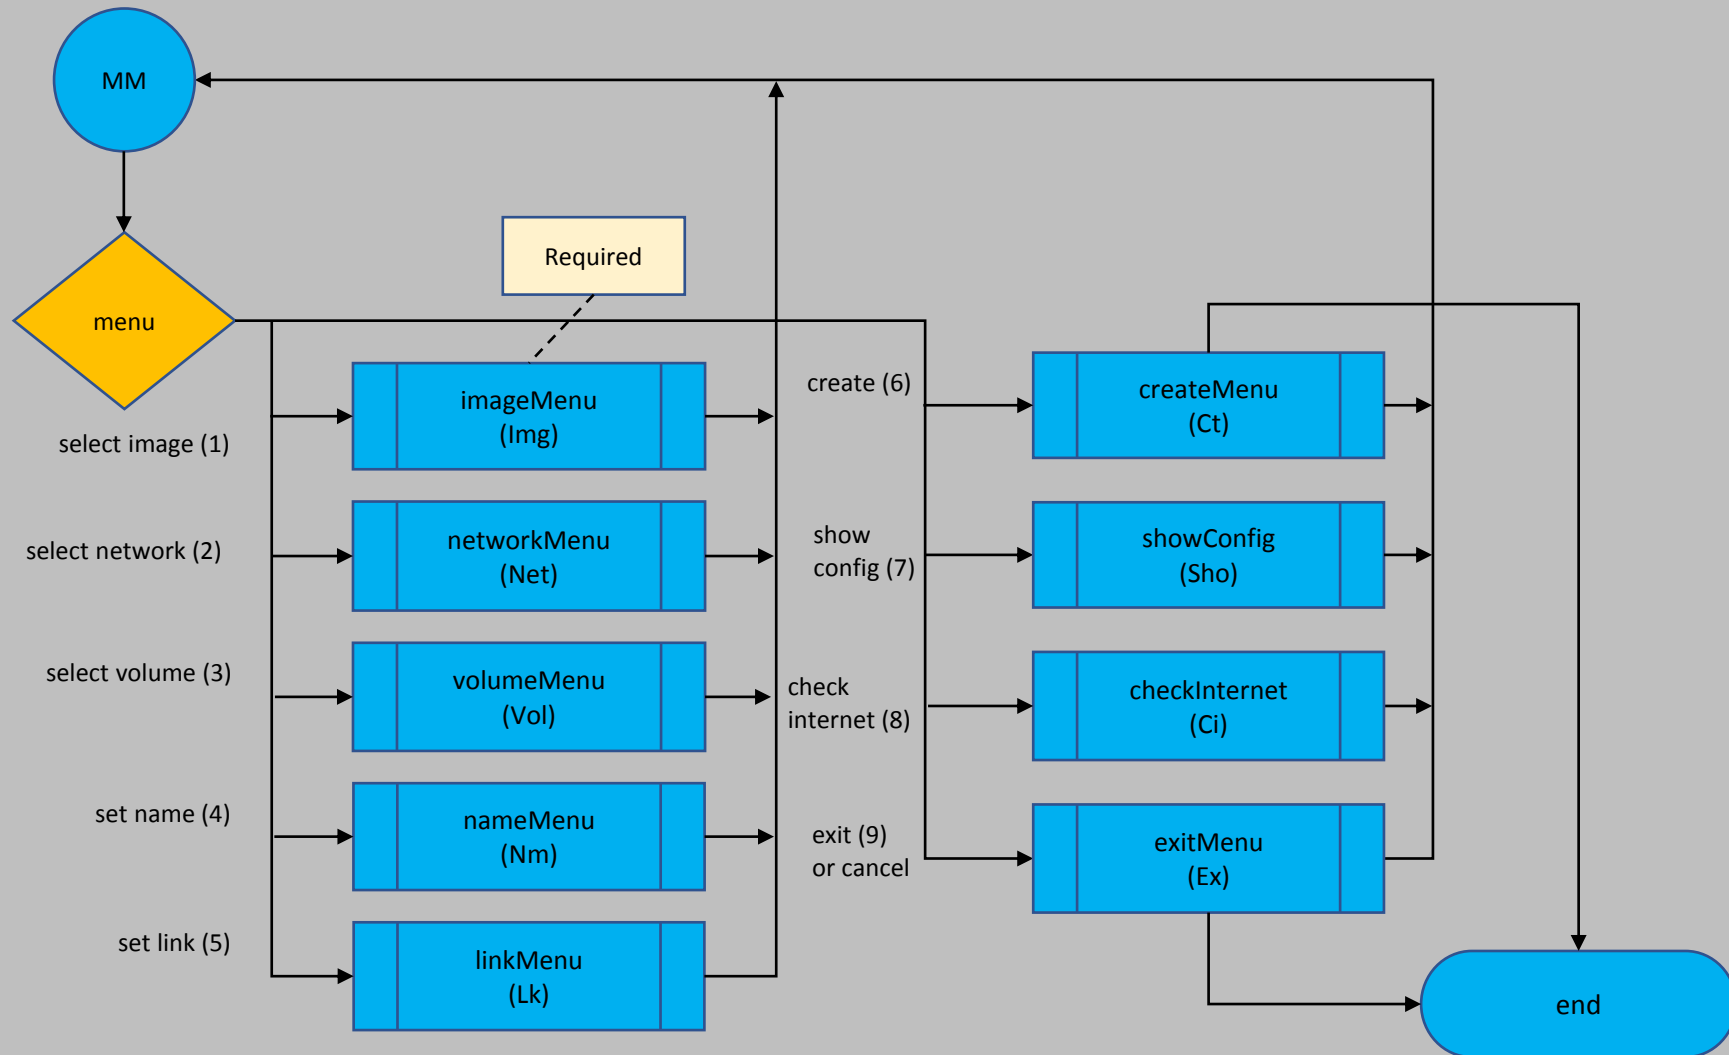 MM
menu
Required
select image (1)
imageMenu
(Img)
select network (2)
networkMenu
(Net)
select volume (3)
volumeMenu
(Vol)
set name (4)
nameMenu
(Nm)
set link (5)
linkMenu
(Lk)
create (6)
createMenu
(Ct)
show
config (7)
showConfig
(Sho)
check
internet (8)
checkInternet
(Ci)
exit (9)
or cancel
exitMenu
(Ex)
end